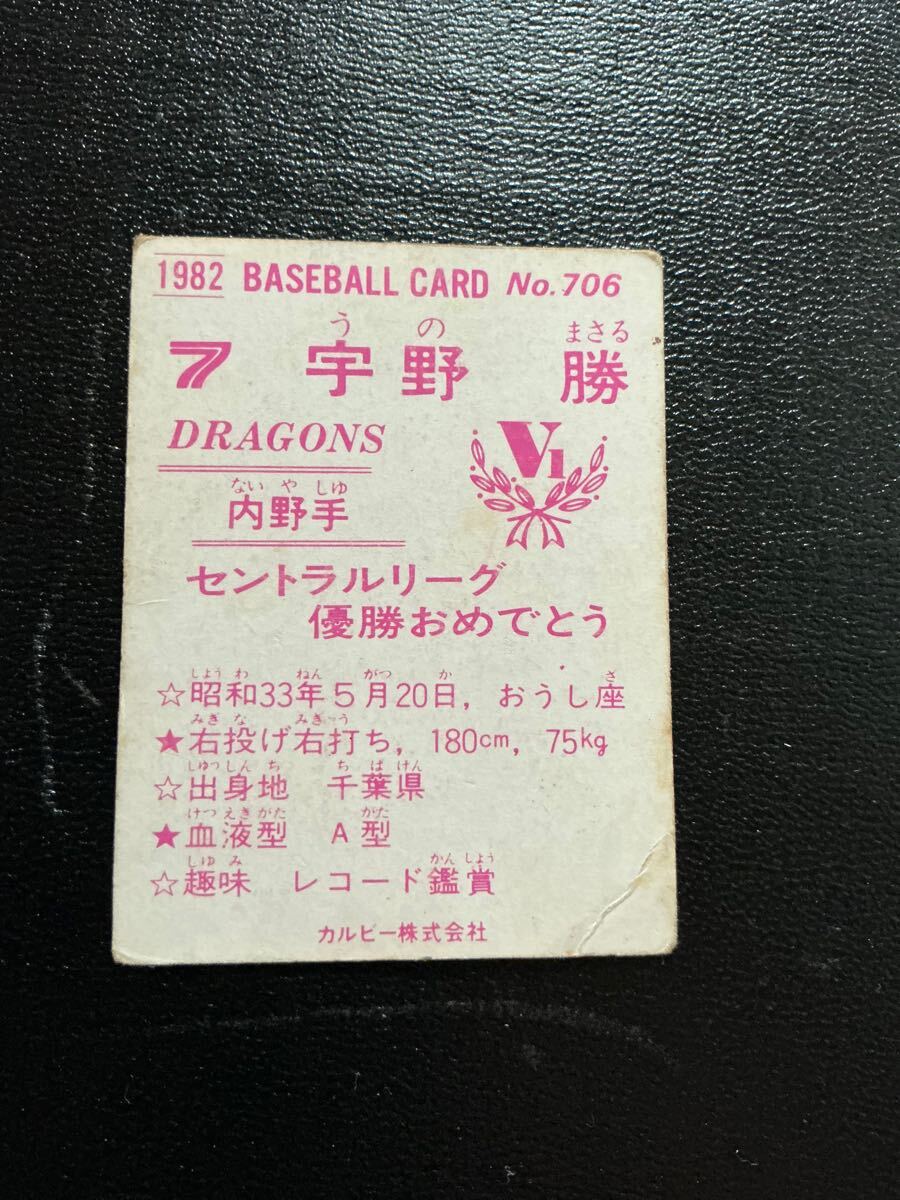 1982 BASEBALL CARD No.706
うの まさる
7 宇野 勝
DRAGONS
V1
ないやしゅ
内野手
セントラルリーグ
優勝おめでとう
しょうわ ねん がつ か ざ
☆昭和33年5月20日，おうし座
みぎな みぎう
★右投げ右打ち，180cm，75kg
しゅっしんち ちばけん
☆出身地 千葉県
けつえきがた がた
★血液型 A型
しゅみ かんしょう
☆趣味 レコード鑑賞
カルビー株式会社